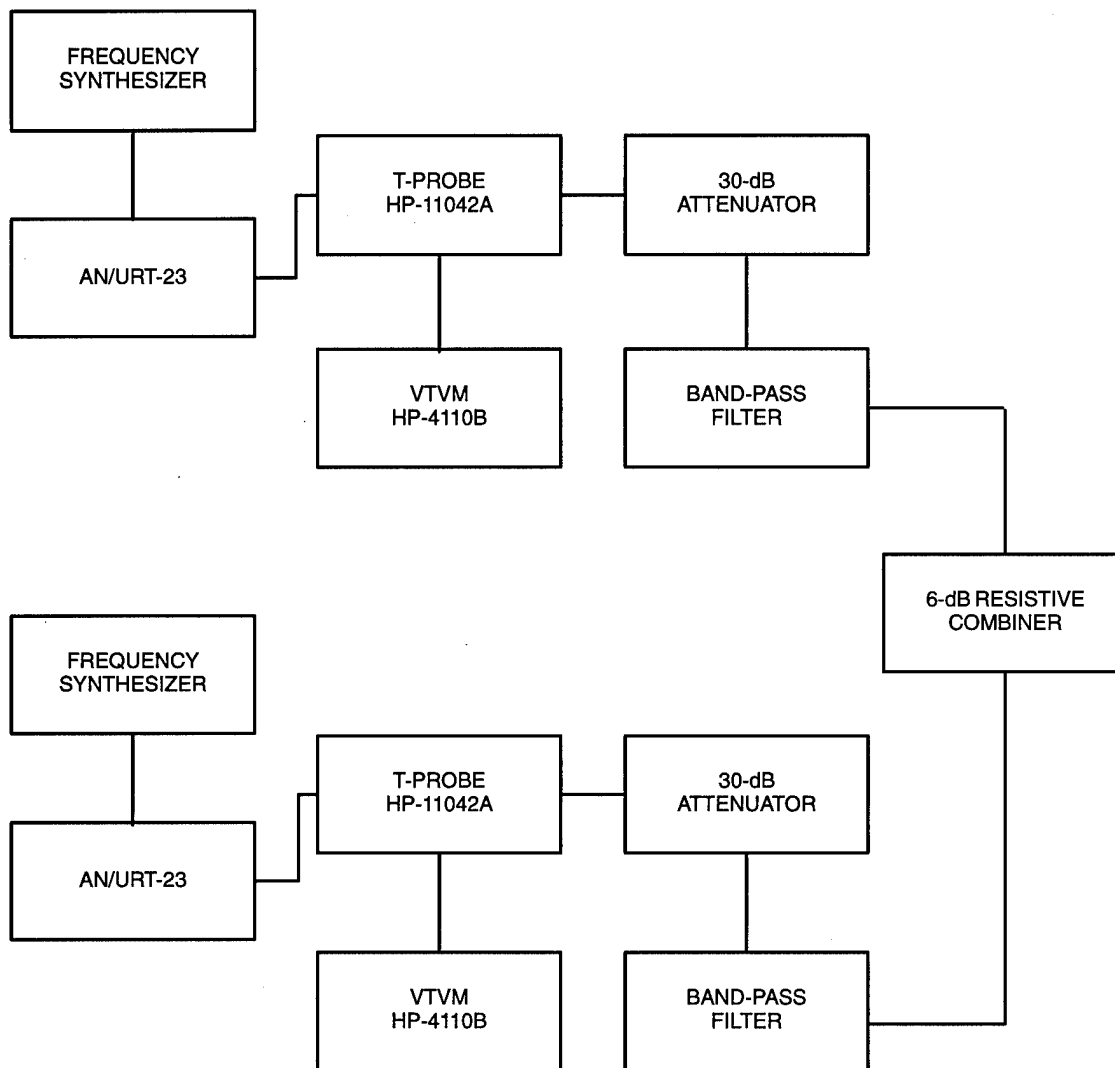 FREQUENCY
SYNTHESIZER
T-PROBE
HP-11042A
30-dB
ATTENUATOR
AN/URT-23
VTVM
HP-4110B
BAND-PASS
FILTER
6-dB RESISTIVE
COMBINER
FREQUENCY
SYNTHESIZER
T-PROBE
HP-11042A
30-dB
ATTENUATOR
AN/URT-23
VTVM
HP-4110B
BAND-PASS
FILTER